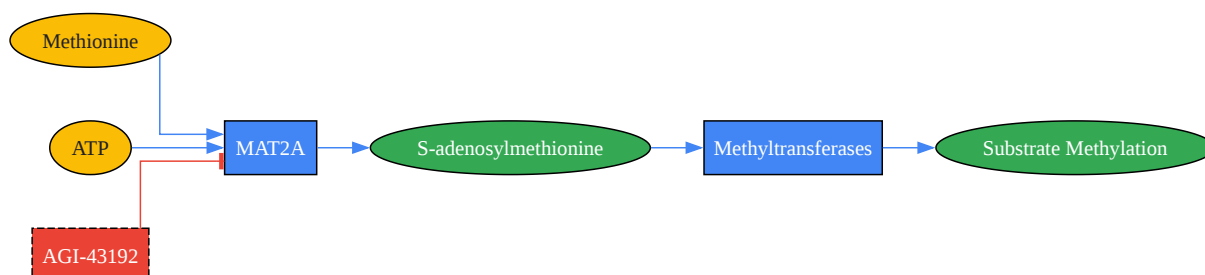 Methionine
ATP
MAT2A
S-adenosylmethionine
Methyltransferases
Substrate Methylation
AGI-43192